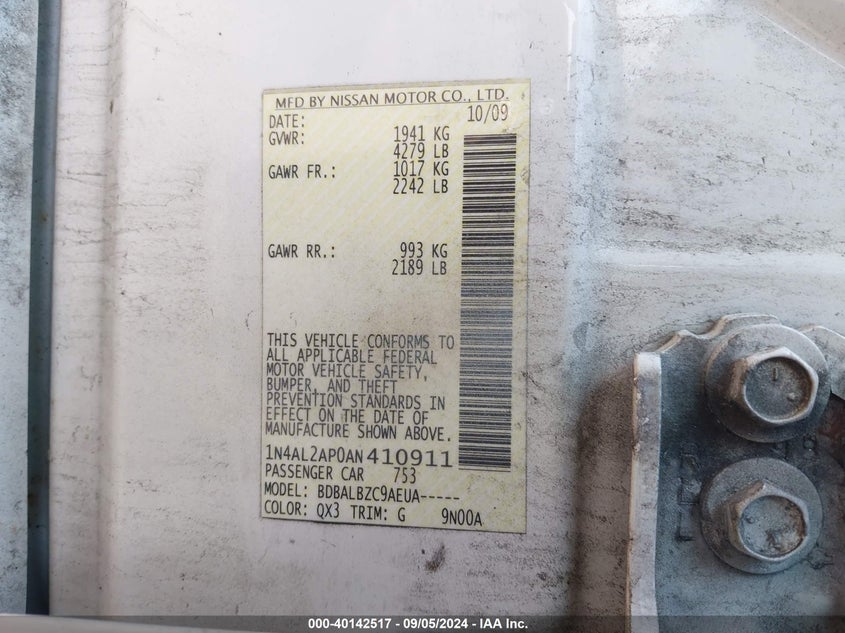 MFD BY NISSAN MOTOR CO., LTD.
DATE: 10/09
GVWR: 1941 KG
4279 LB
GAWR FR.: 1017 KG
2242 LB
GAWR RR.: 993 KG
2189 LB
THIS VEHICLE CONFORMS TO
ALL APPLICABLE FEDERAL
MOTOR VEHICLE SAFETY,
BUMPER, AND THEFT
PREVENTION STANDARDS IN
EFFECT ON THE DATE OF
MANUFACTURE SHOWN ABOVE.
1N4AL2AP0AN410911
PASSENGER CAR 753
MODEL: BDBALBZC9AEUA-----
COLOR: QX3 TRIM: G 9N00A
000-40142517 - 09/05/2024 - IAA Inc.